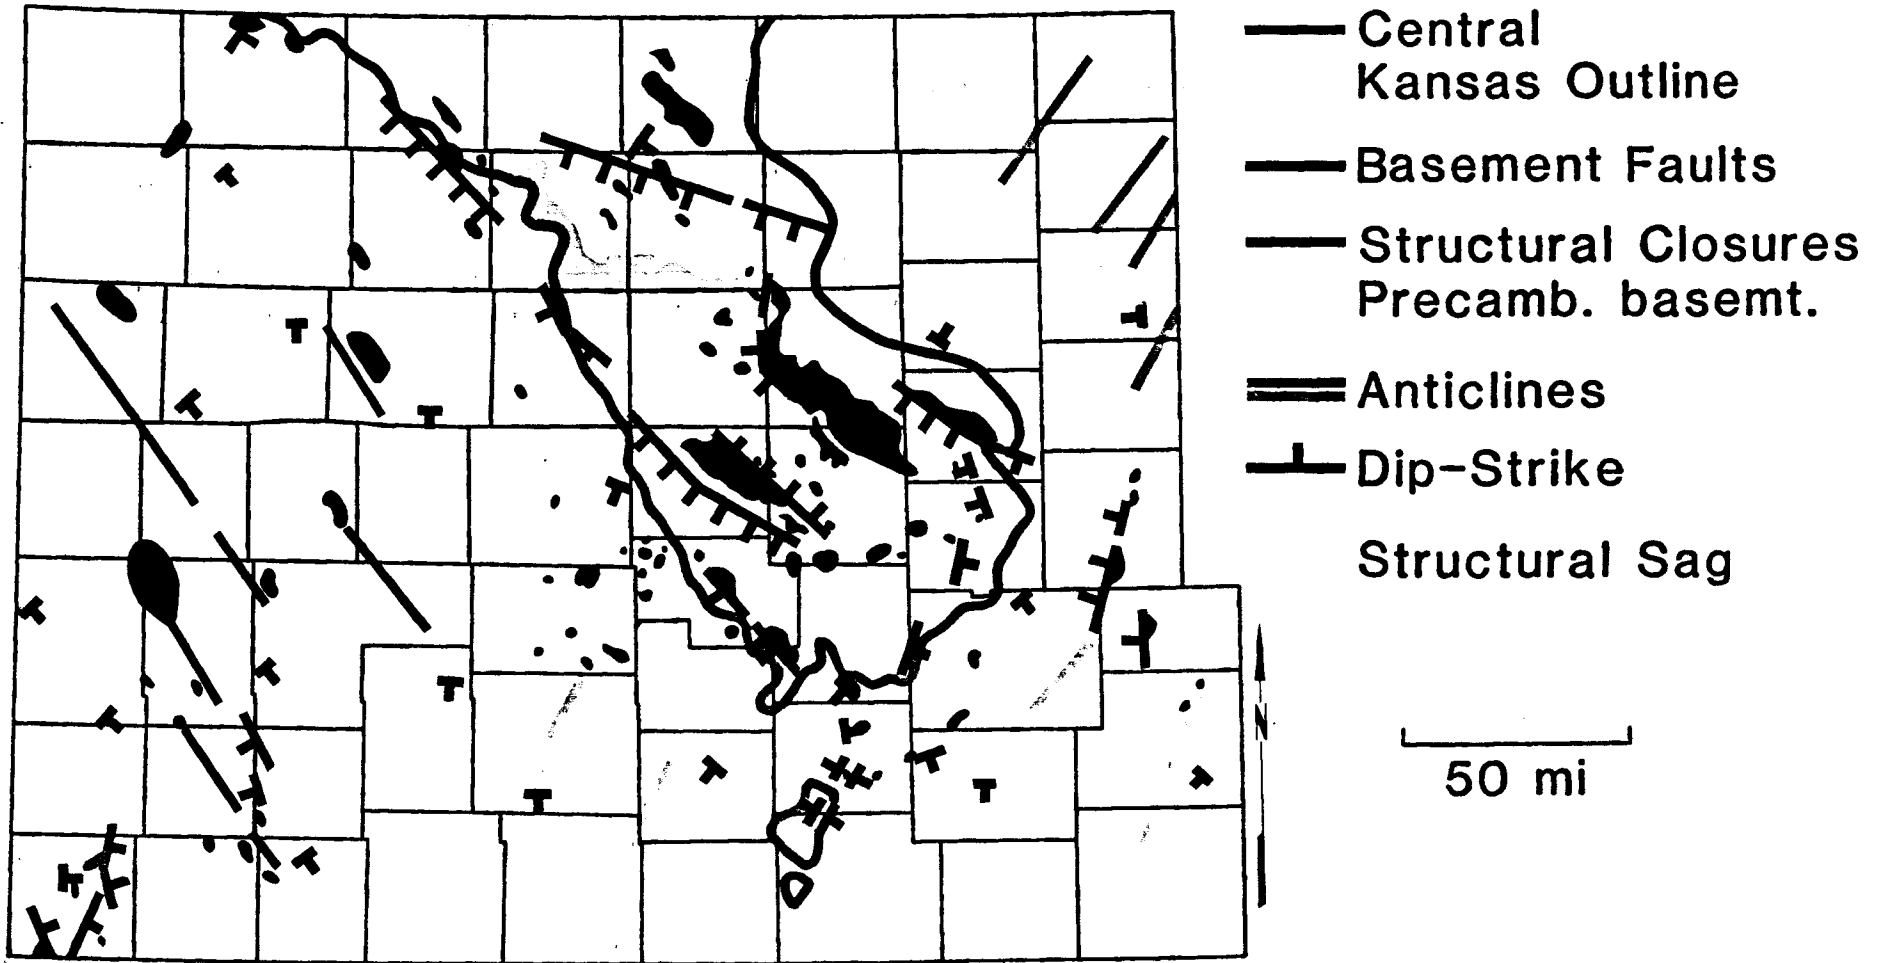 Central
Kansas Outline
Basement Faults
Structural Closures
Precamb. basemt.
Anticlines
Dip-Strike
Structural Sag
N
50 mi